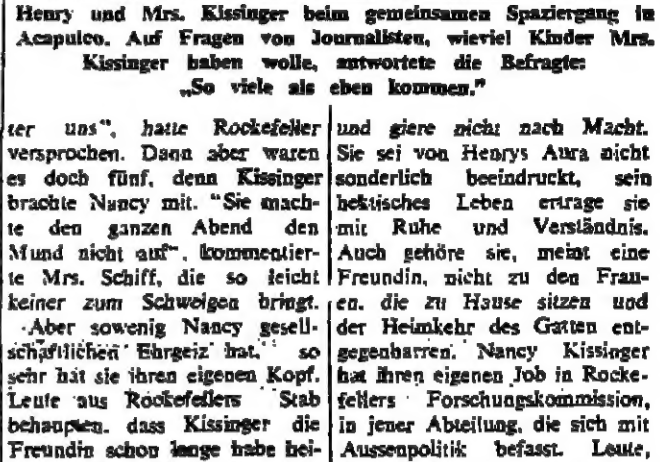 Henry und Mrs. Kissinger beim gemeinsamen Spaziergang in
Acapulco. Auf Fragen von Journalisten, wieviel Kinder Mrs.
Kissinger haben wolle, antwortete die Befragte:
„So viele als eben kommen.”
ter uns“, hatte Rockefeller
versprochen. Dann aber waren
es doch fünf, denn Kissinger
brachte Nancy mit. “Sie mach-
te den ganzen Abend den
Mund nicht auf“, kommentier-
te Mrs. Schiff, die so leicht
keiner zum Schweigen bringt.
Aber sowenig Nancy gesell-
schaftlichen Ehrgeiz hat, so
sehr hat sie ihren eigenen Kopf.
Leute aus Rockefellers Stab
behaupten, dass Kissinger die
Freundin schon lange habe hei-
und giere nicht nach Macht.
Sie sei von Henrys Aura nicht
sonderlich beeindruckt, sein
hektisches Leben ertrage sie
mit Ruhe und Verständnis.
Auch gehöre sie, meint eine
Freundin, nicht zu den Frau-
en, die zu Hause sitzen und
der Heimkehr des Gatten ent-
gegenharren. Nancy Kissinger
hat ihren eigenen Job in Rocke-
fellers Forschungskommission,
in jener Abteilung, die sich mit
Aussenpolitik befasst. Leute,